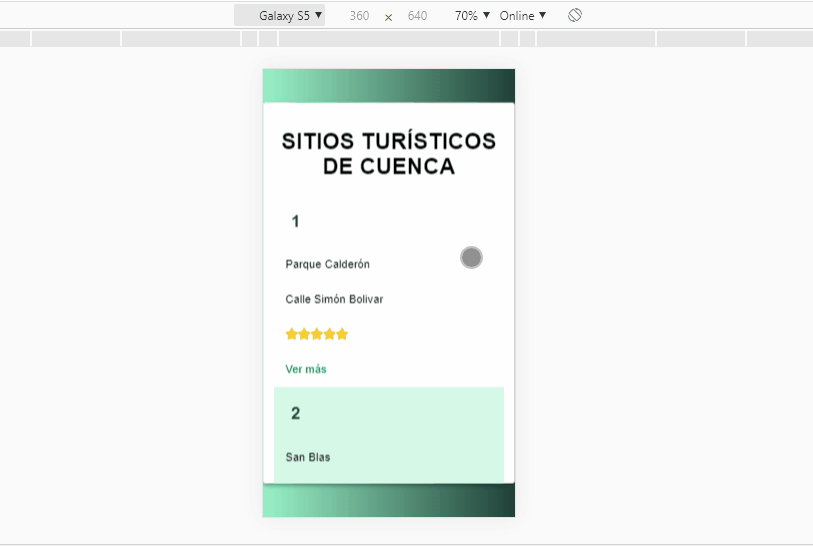 Galaxy S5 ▼ 360 × 640 70% ▼ Online ▼
SITIOS TURÍSTICOS
DE CUENCA
1
Parque Calderón
Calle Simón Bolivar
Ver más
2
San Blas